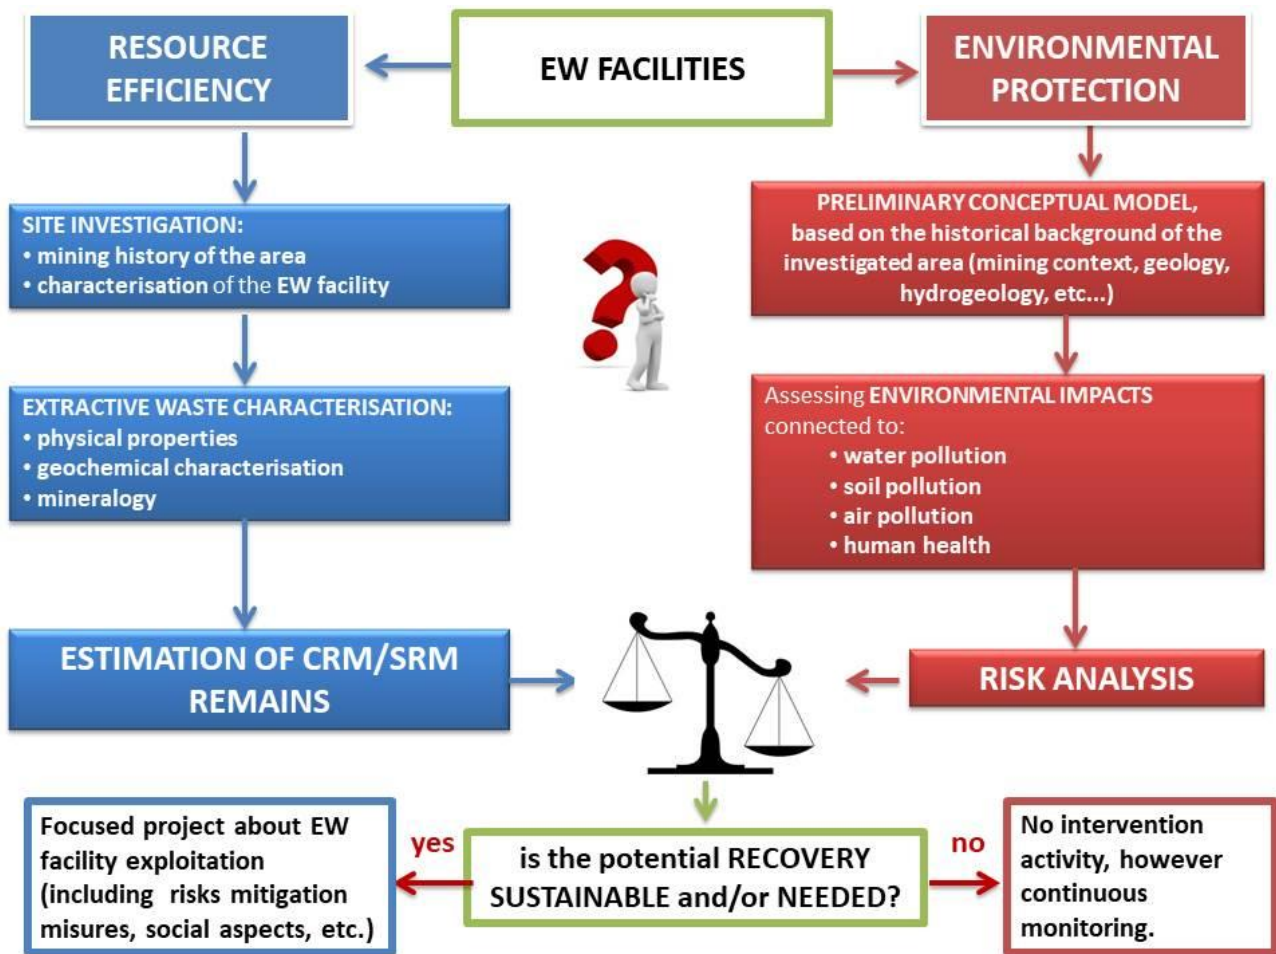 RESOURCE
EFFICIENCY
EW FACILITIES
ENVIRONMENTAL
PROTECTION
SITE INVESTIGATION:
• mining history of the area
• characterisation of the EW facility
PRELIMINARY CONCEPTUAL MODEL,
based on the historical background of the
investigated area (mining context, geology,
hydrogeology, etc...)
?
EXTRACTIVE WASTE CHARACTERISATION:
• physical properties
• geochemical characterisation
• mineralogy
Assessing ENVIRONMENTAL IMPACTS
connected to:
• water pollution
• soil pollution
• air pollution
• human health
ESTIMATION OF CRM/SRM
REMAINS
RISK ANALYSIS
Focused project about EW
facility exploitation
(including risks mitigation
misures, social aspects, etc.)
yes
is the potential RECOVERY
SUSTAINABLE and/or NEEDED?
no
No intervention
activity, however
continuous
monitoring.